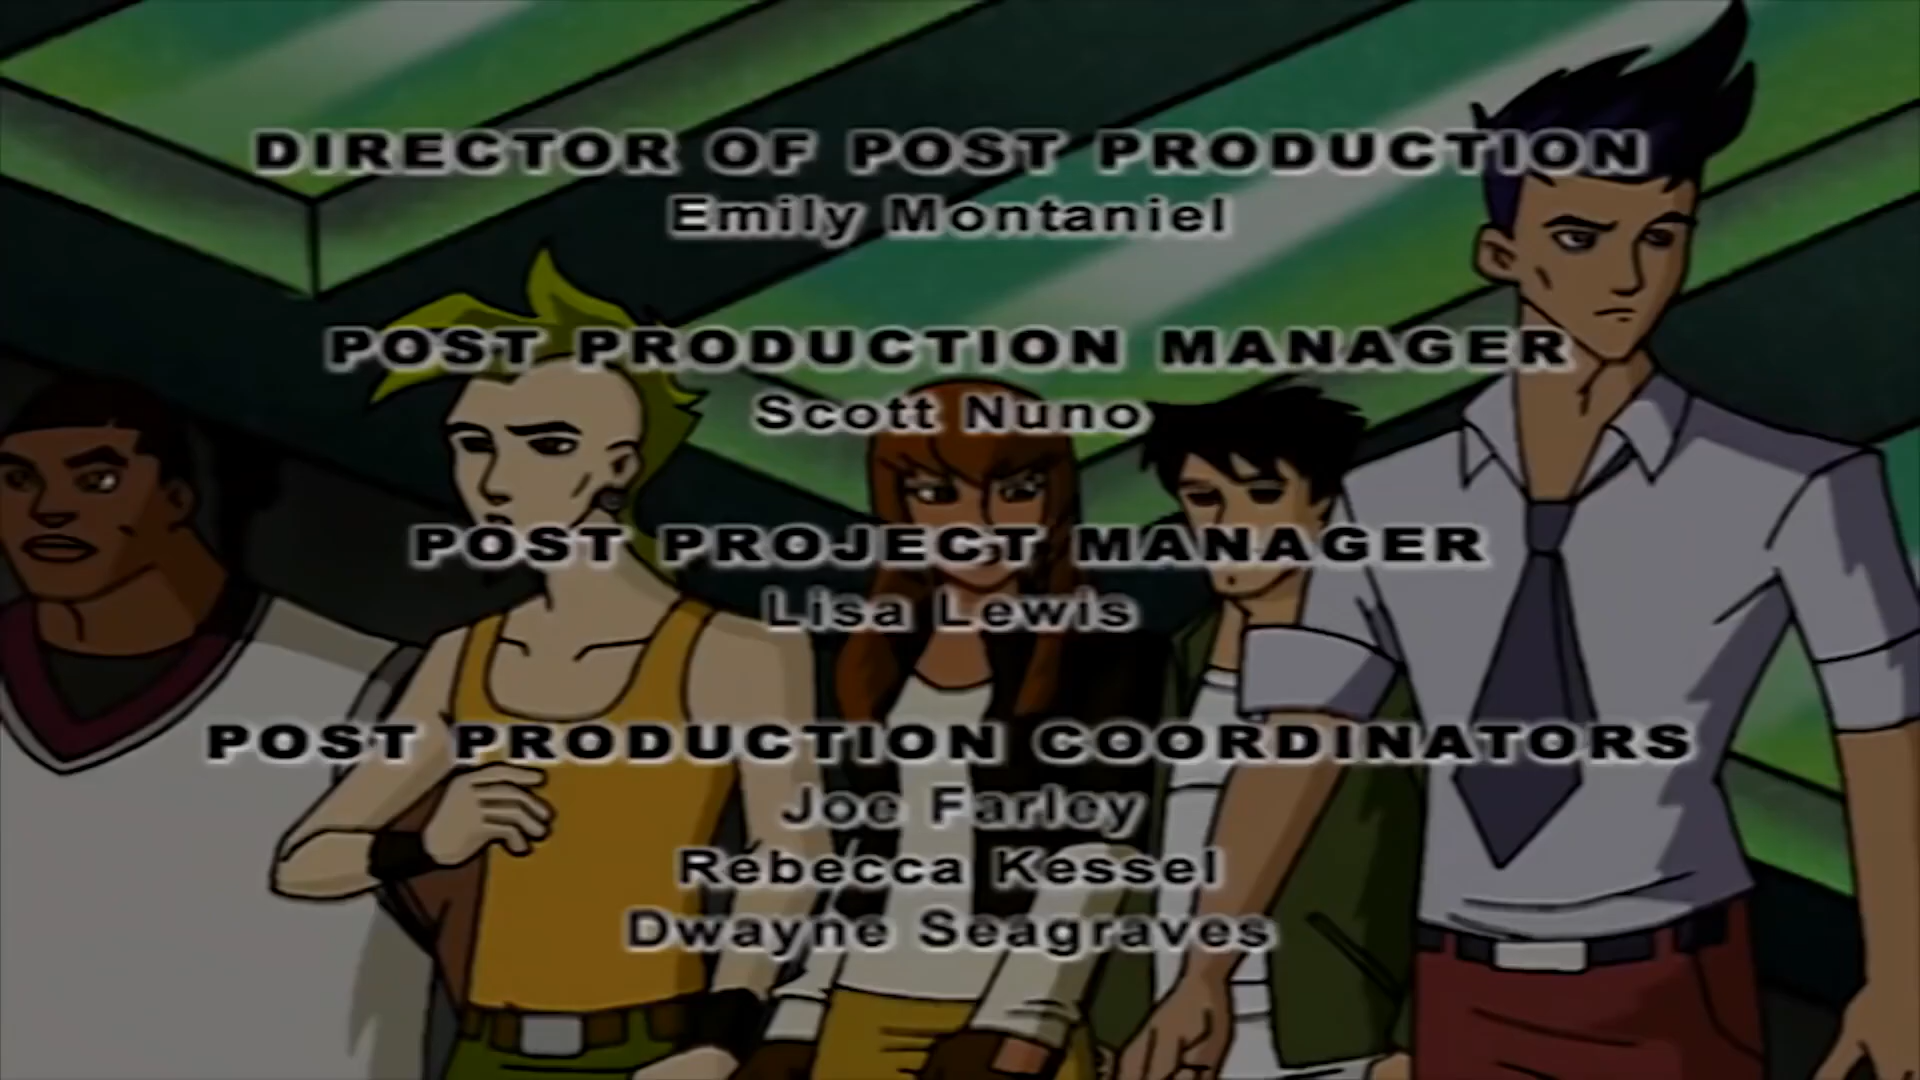 DIRECTOR OF POST PRODUCTION
Emily Montaniel
POST PRODUCTION MANAGER
Scott Nuno
POST PROJECT MANAGER
Lisa Lewis
POST PRODUCTION COORDINATORS
Joe Farley
Rebecca Kessel
Dwayne Seagraves